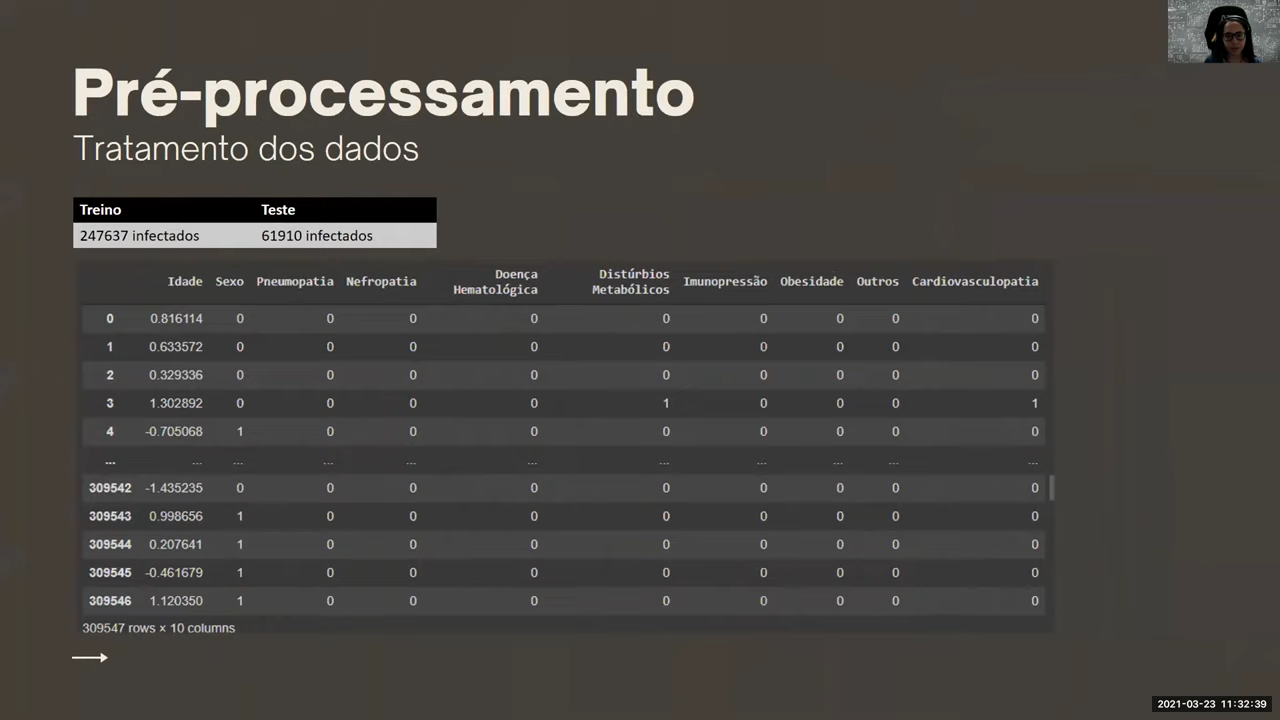 Pré-processamento
Tratamento dos dados
Treino Teste
247637 infectados 61910 infectados
Idade Sexo Pneumopatia Nefropatia Doença Hematológica Distúrbios Metabólicos Imunopressão Obesidade Outros Cardiovasculopatia
0 0.816114 0 0 0 0 0 0 0 0 0
1 0.633572 0 0 0 0 0 0 0 0 0
2 0.329336 0 0 0 0 0 0 0 0 0
3 1.302892 0 0 0 0 1 0 0 0 1
4 -0.705068 1 0 0 0 0 0 0 0 0
... ... ... ... ... ... ... ... ... ... ...
309542 -1.435235 0 0 0 0 0 0 0 0 0
309543 0.998656 1 0 0 0 0 0 0 0 0
309544 0.207641 1 0 0 0 0 0 0 0 0
309545 -0.461679 1 0 0 0 0 0 0 0 0
309546 1.120350 1 0 0 0 0 0 0 0 0
309547 rows × 10 columns
2021-03-23 11:32:39